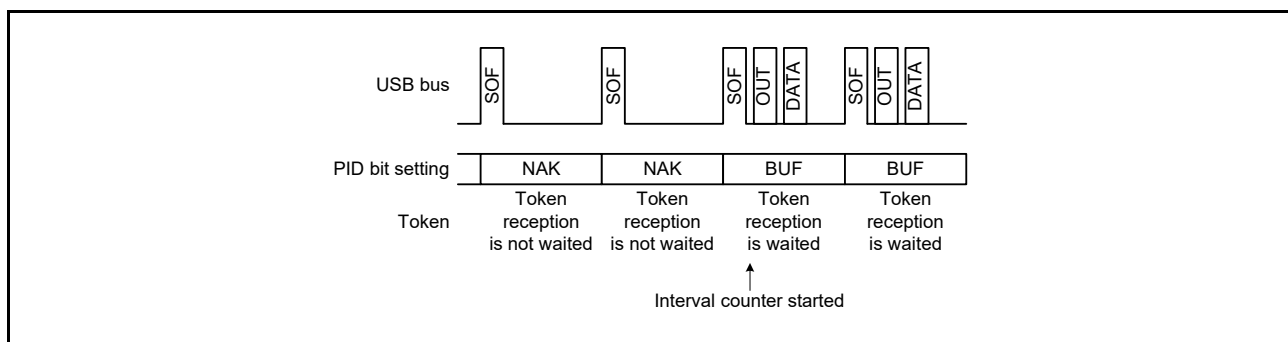 USB bus
SOF
SOF
SOF OUT DATA
SOF OUT DATA
PID bit setting
NAK
NAK
BUF
BUF
Token
Token
reception
is not waited
Token
reception
is not waited
Token
reception
is waited
Token
reception
is waited
Interval counter started